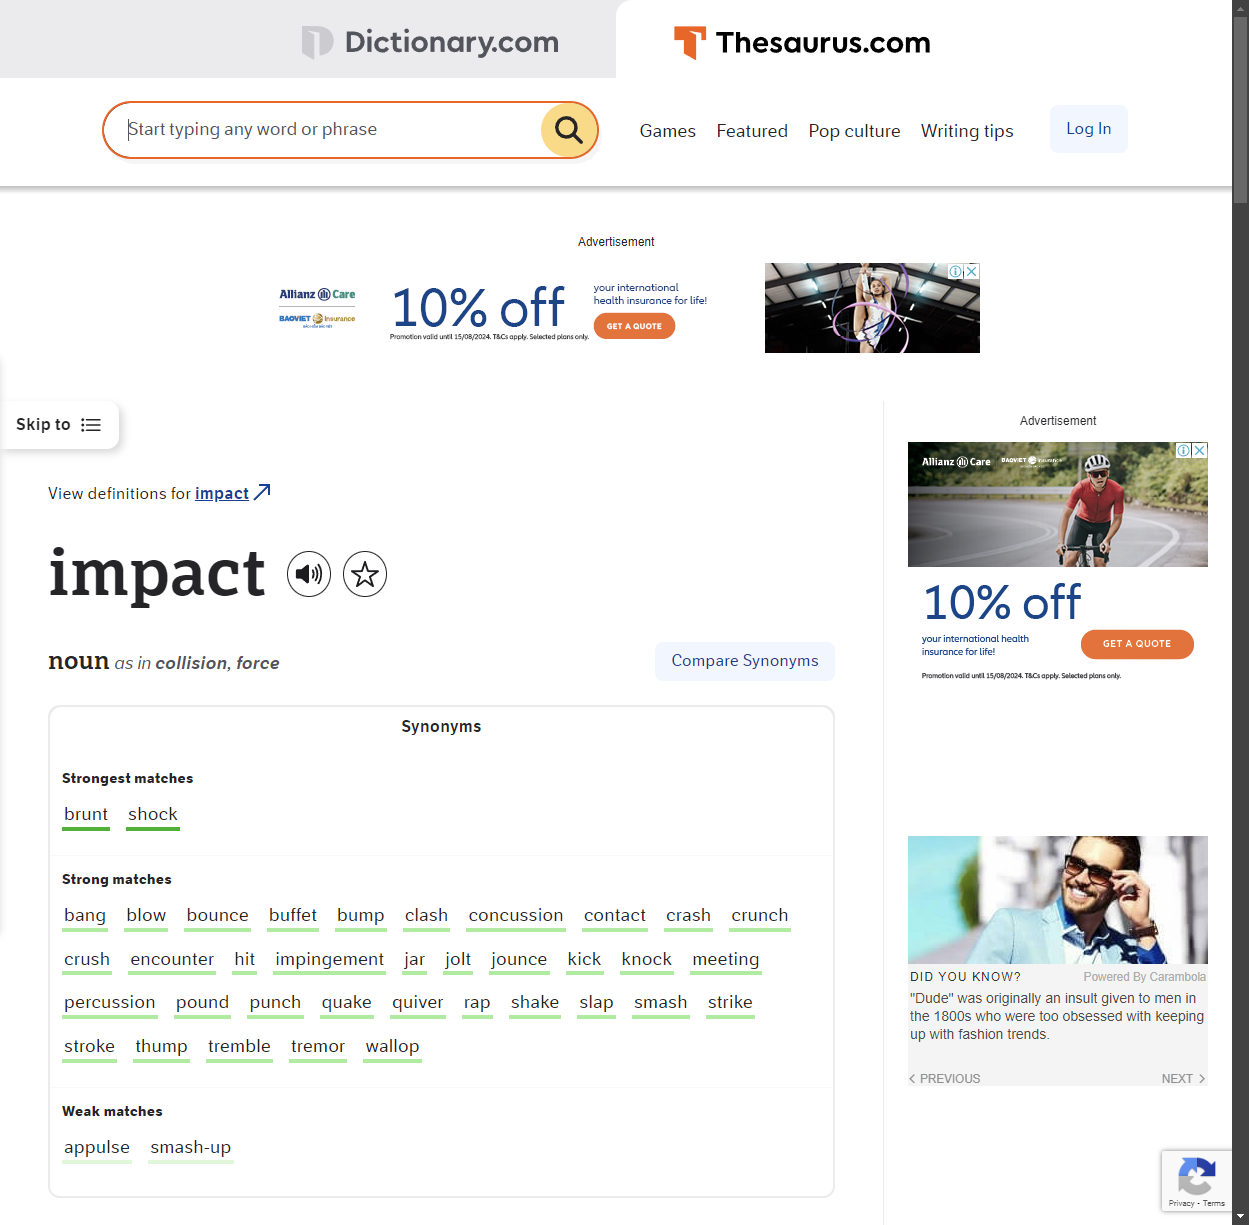 Dictionary.com
Thesaurus.com
Start typing any word or phrase
Games Featured Pop culture Writing tips
Log In
Advertisement
Allianz Care
BAOVIET Insurance
10% off
Promotion valid until 15/08/2024. T&Cs apply. Selected plans only.
your international
health insurance for life!
GET A QUOTE
Skip to
View definitions for impact
impact
noun as in collision, force
Compare Synonyms
Synonyms
Strongest matches
brunt shock
Strong matches
bang blow bounce buffet bump clash concussion contact crash crunch
crush encounter hit impingement jar jolt jounce kick knock meeting
percussion pound punch quake quiver rap shake slap smash strike
stroke thump tremble tremor wallop
Weak matches
appulse smash-up
Advertisement
Allianz Care BAOVIET Insurance
10% off
your international health
insurance for life!
GET A QUOTE
Promotion valid until 15/08/2024. T&Cs apply. Selected plans only.
DID YOU KNOW? Powered By Carambola
"Dude" was originally an insult given to men in
the 1800s who were too obsessed with keeping
up with fashion trends.
PREVIOUS NEXT
Privacy - Terms